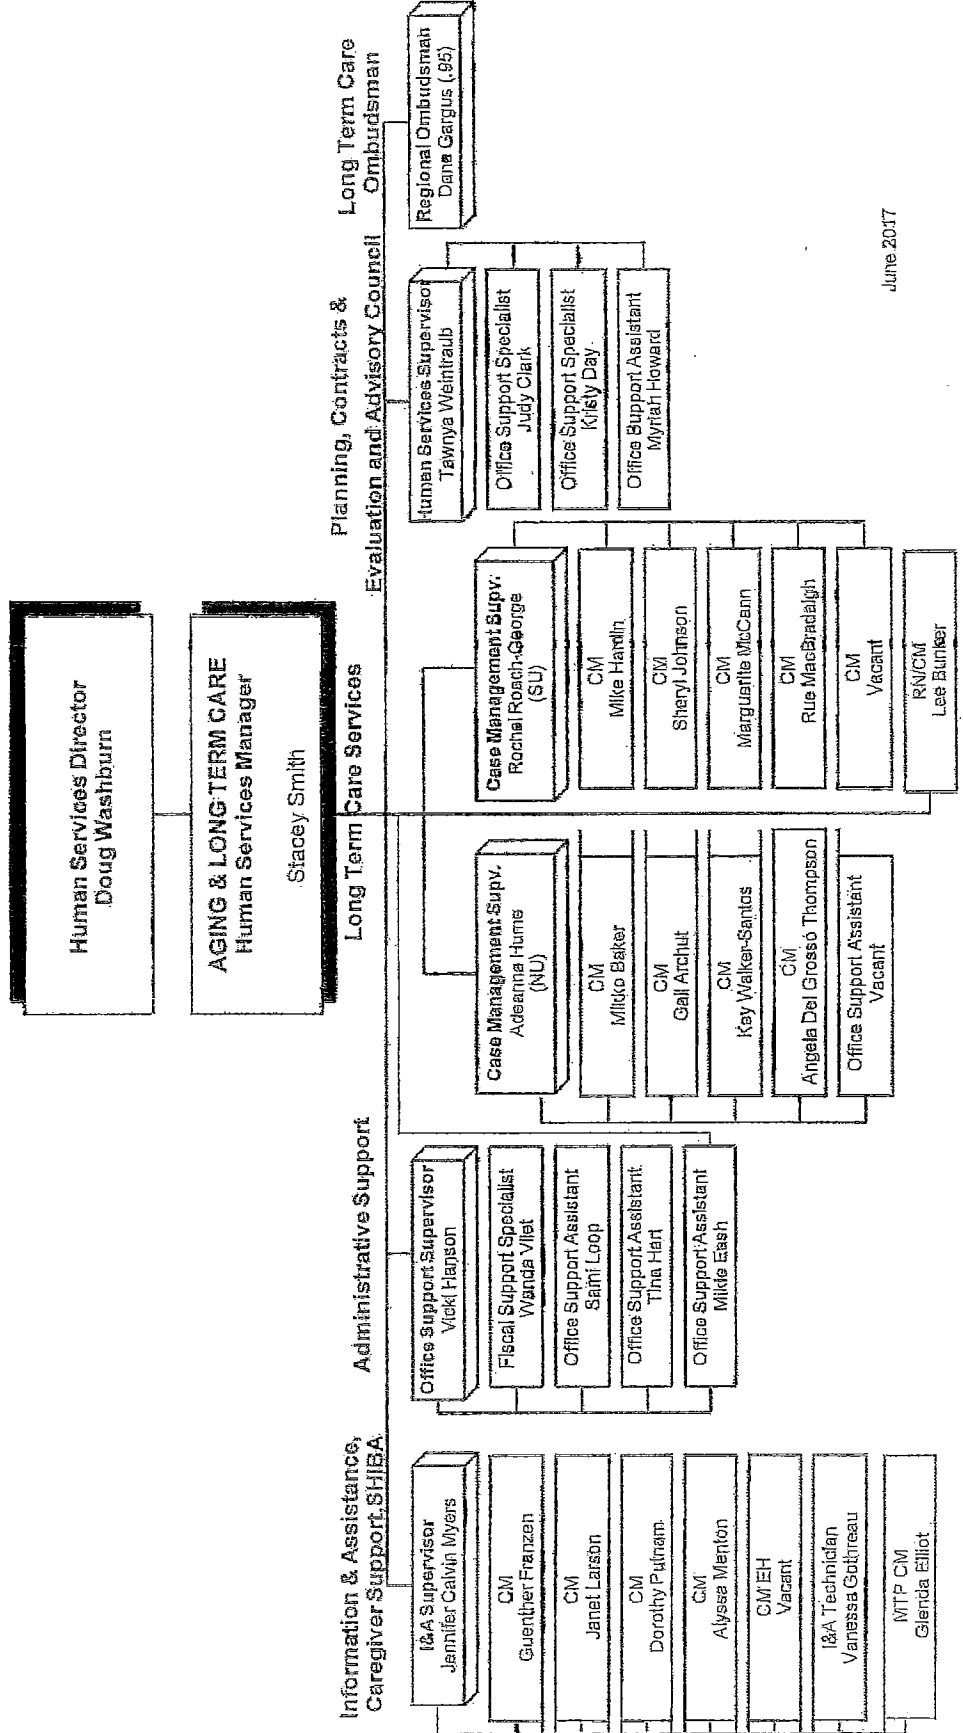 Human Services Director
Doug Washburn
AGING & LONG TERM CARE
Human Services Manager
Stacey Smith
Information & Assistance,
Caregiver Support, SHIBA
I&A Supervisor
Jennifer Calvin Myers
CM
Guenther Franzen
CM
Janet Larson
CM
Dorothy Putnam
CM
Alyssa Menton
CM EH
Vacant
I&A Technician
Vanessa Gothreau
MTP CM
Glenda Elliot
Administrative Support
Office Support Supervisor
Vicki Hanson
Fiscal Support Specialist
Wanda Vliet
Office Support Assistant
Saini Loop
Office Support Assistant
Tina Hart
Office Support Assistant
Mikie Eash
Long Term Care Services
Case Management Supv.
Adeanna Hume
(NU)
CM
Mitkko Baker
CM
Gail Archut
CM
Kay Walker-Santos
CM
Angela Del Grosso Thompson
Office Support Assistant
Vacant
Case Management Supv.
Rochel Roach-George
(SU)
CM
Mike Hamlin
CM
Sheryl Johnson
CM
Marguerite McCann
CM
Rue MacBradaigh
CM
Vacant
RN/CM
Lee Bunker
Planning, Contracts &
Evaluation and Advisory Council
Human Services Supervisor
Tawnya Weintraub
Office Support Specialist
Judy Clark
Office Support Specialist
Kristy Day
Office Support Assistant
Myriah Howard
Long Term Care
Ombudsman
Regional Ombudsman
Dana Gargus (.95)
June 2017